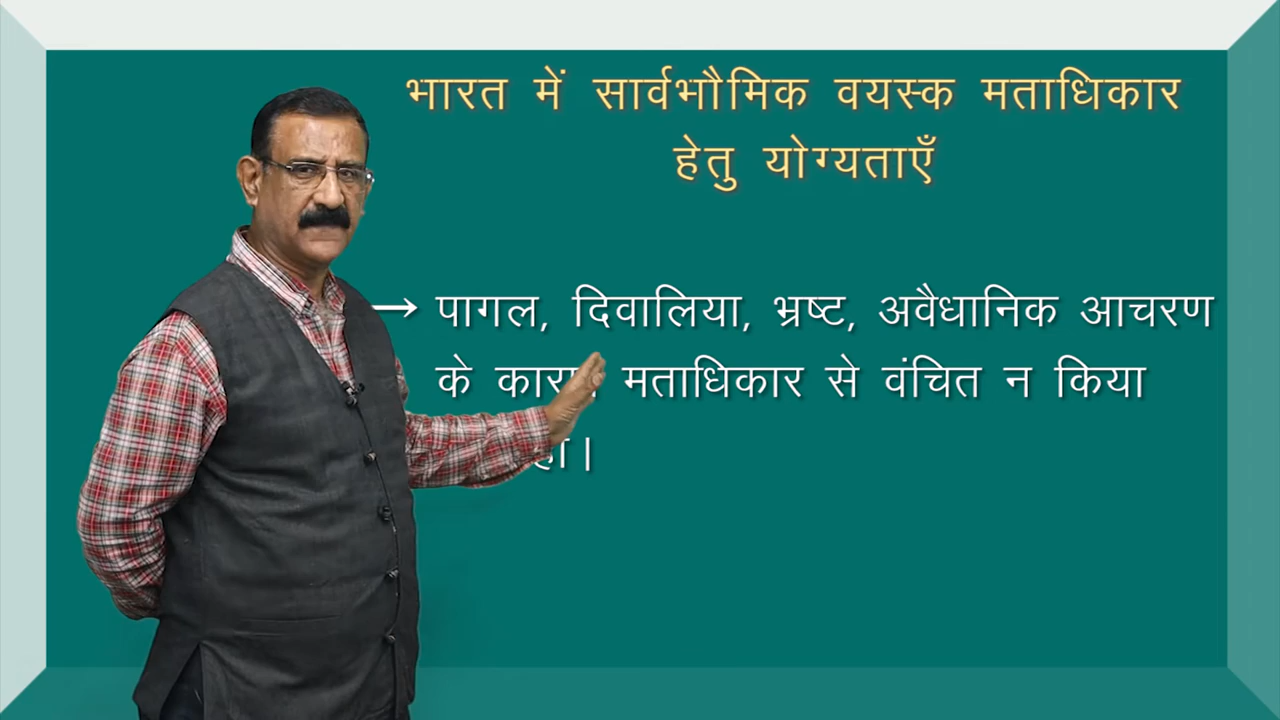 भारत में सार्वभौमिक वयस्क मताधिकार
हेतु योग्यताएँ
→ पागल, दिवालिया, भ्रष्ट, अवैधानिक आचरण
के मताधिकार से वंचित न किया